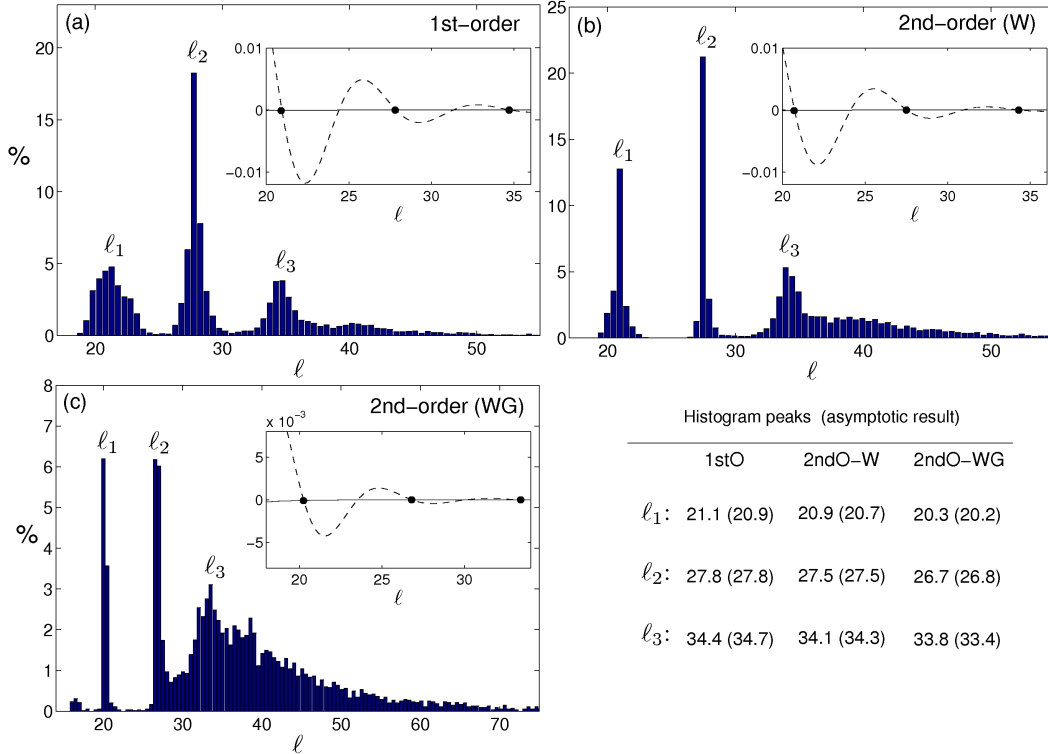 (a)
1st−order
ℓ1
ℓ2
ℓ3
%
20
15
10
5
0
20 30 40 50
ℓ
0.01
0
−0.01
20 25 30 35
ℓ
(b)
2nd−order (W)
ℓ1
ℓ2
ℓ3
25
20
15
10
5
0
20 30 40 50
ℓ
0.01
0
−0.01
20 25 30 35
ℓ
(c)
2nd−order (WG)
ℓ1
ℓ2
ℓ3
%
8
7
6
5
4
3
2
1
0
20 30 40 50 60 70
ℓ
x 10−3
5
0
−5
20 25 30
ℓ
Histogram peaks (asymptotic result)
1stO 2ndO−W 2ndO−WG
ℓ1: 21.1 (20.9) 20.9 (20.7) 20.3 (20.2)
ℓ2: 27.8 (27.8) 27.5 (27.5) 26.7 (26.8)
ℓ3: 34.4 (34.7) 34.1 (34.3) 33.8 (33.4)